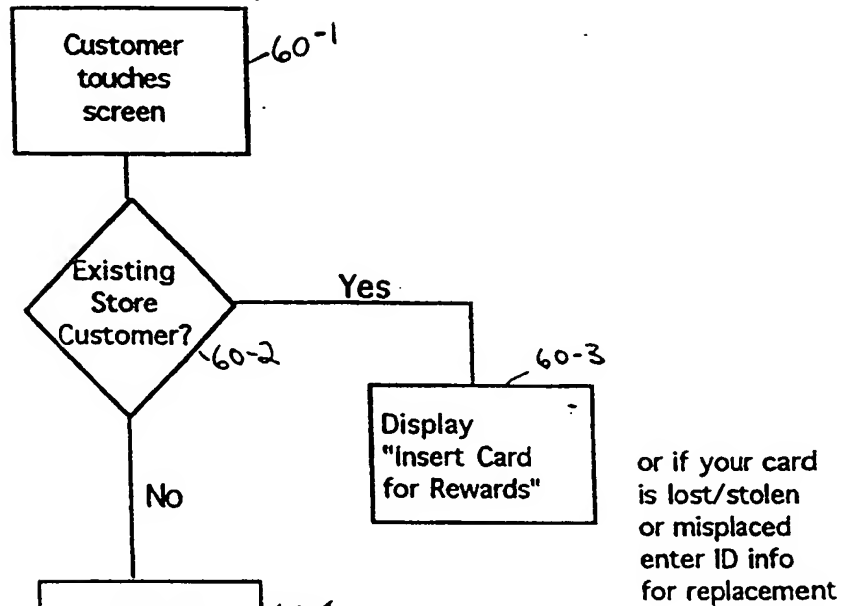 Customer
touches
screen
60-1
Existing
Store
Customer?
60-2
Yes
60-3
Display
"Insert Card
for Rewards"
or if your card
is lost/stolen
or misplaced
enter ID info
for replacement
No